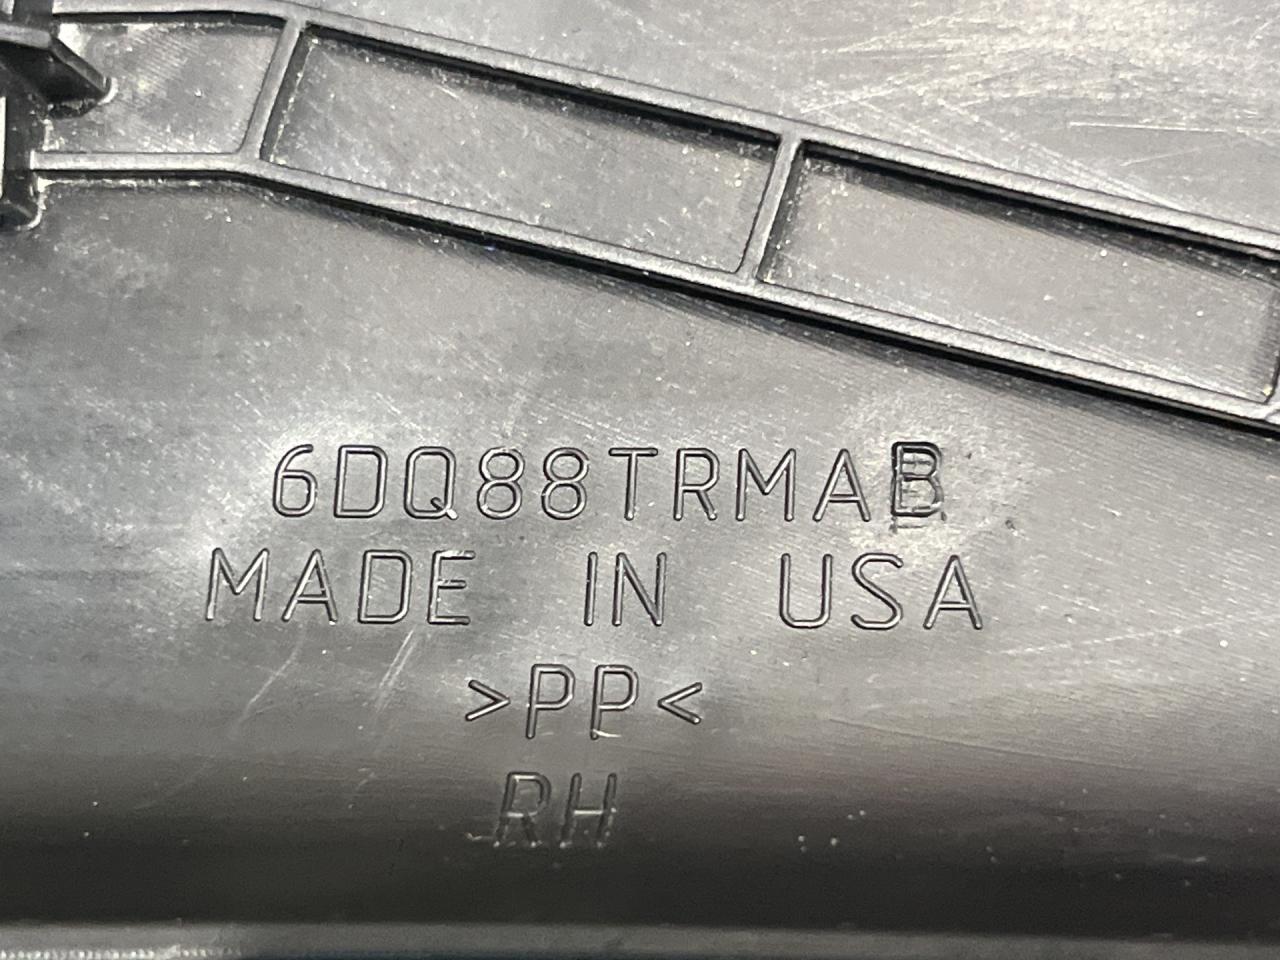 6DQ88TRMAB
MADE IN USA
>PP<
RH